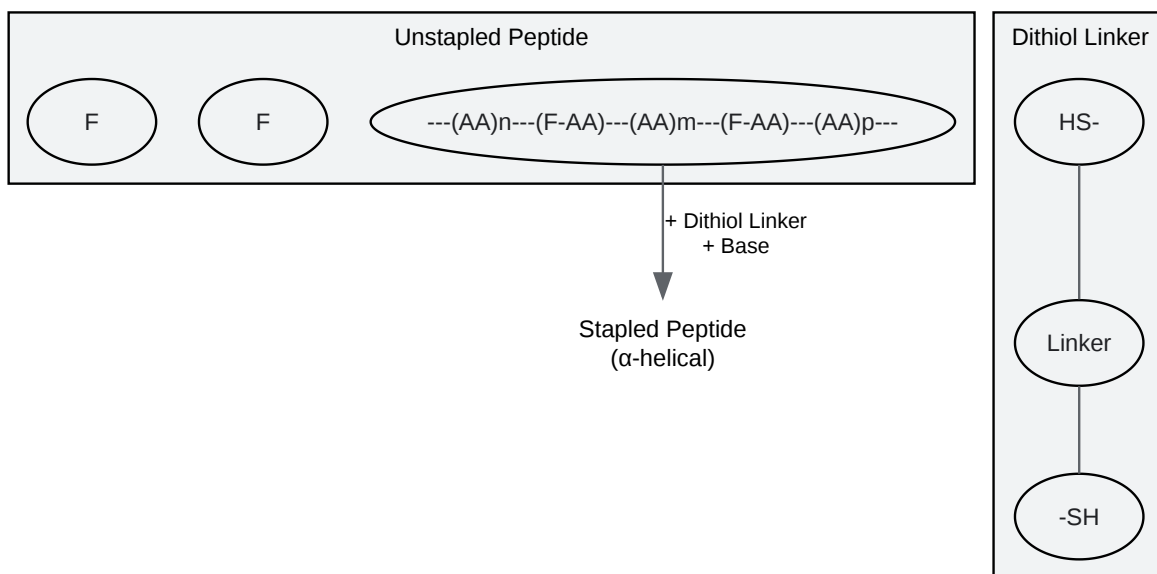 Unstapled Peptide
F
F
---(AA)n---(F-AA)---(AA)m---(F-AA)---(AA)p---
+ Dithiol Linker
+ Base
Stapled Peptide
(α-helical)
Dithiol Linker
HS-
Linker
-SH